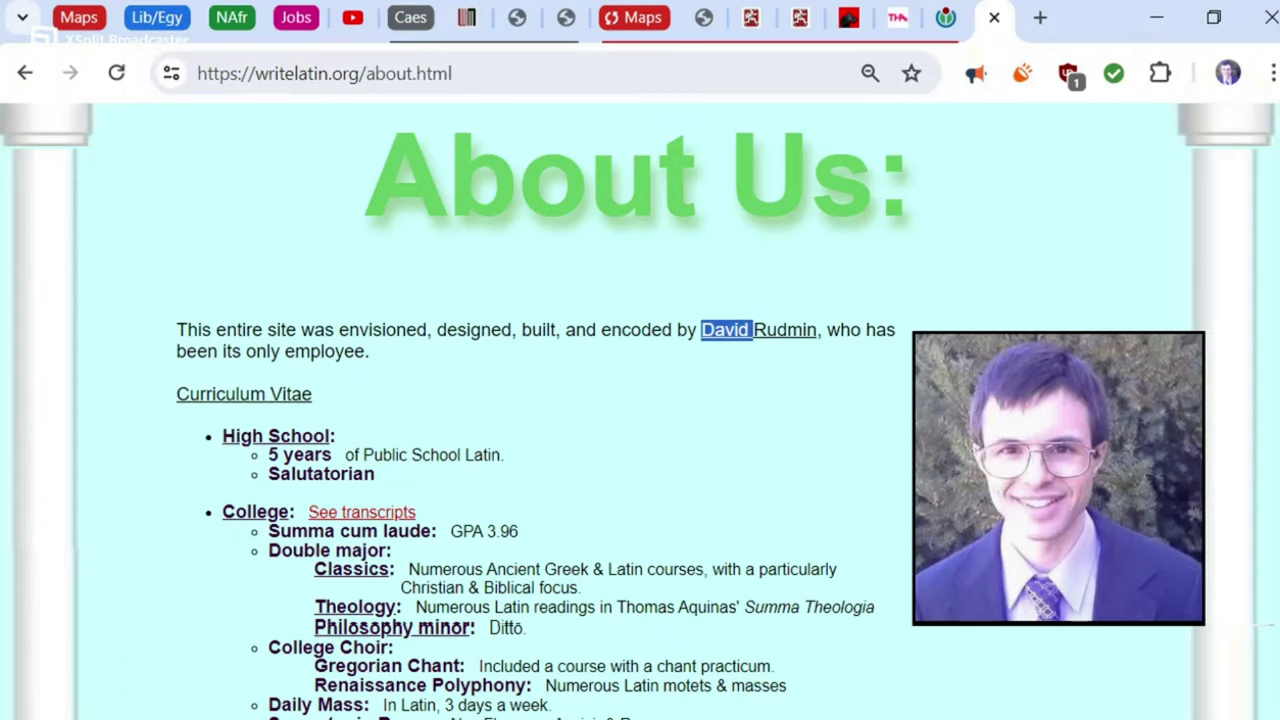 Maps
Lib/Egy
NAfr
Jobs
Caes
Maps
XSplit Broadcaster
https://writelatin.org/about.html
1
About Us:
This entire site was envisioned, designed, built, and encoded by David Rudmin, who has
been its only employee.
Curriculum Vitae
High School:
5 years of Public School Latin.
Salutatorian
College: See transcripts
Summa cum laude: GPA 3.96
Double major:
Classics: Numerous Ancient Greek & Latin courses, with a particularly
Christian & Biblical focus.
Theology: Numerous Latin readings in Thomas Aquinas' Summa Theologia
Philosophy minor: Ditto.
College Choir:
Gregorian Chant: Included a course with a chant practicum.
Renaissance Polyphony: Numerous Latin motets & masses
Daily Mass: In Latin, 3 days a week.